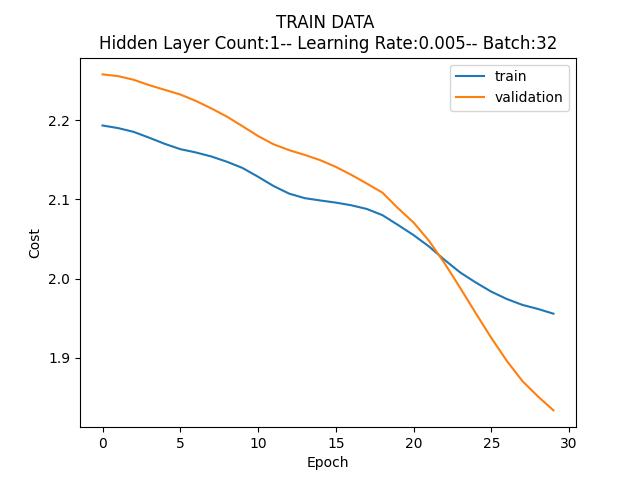 TRAIN DATA
Hidden Layer Count:1-- Learning Rate:0.005-- Batch:32
train
validation
2.2
2.1
2.0
1.9
Cost
0 5 10 15 20 25 30
Epoch